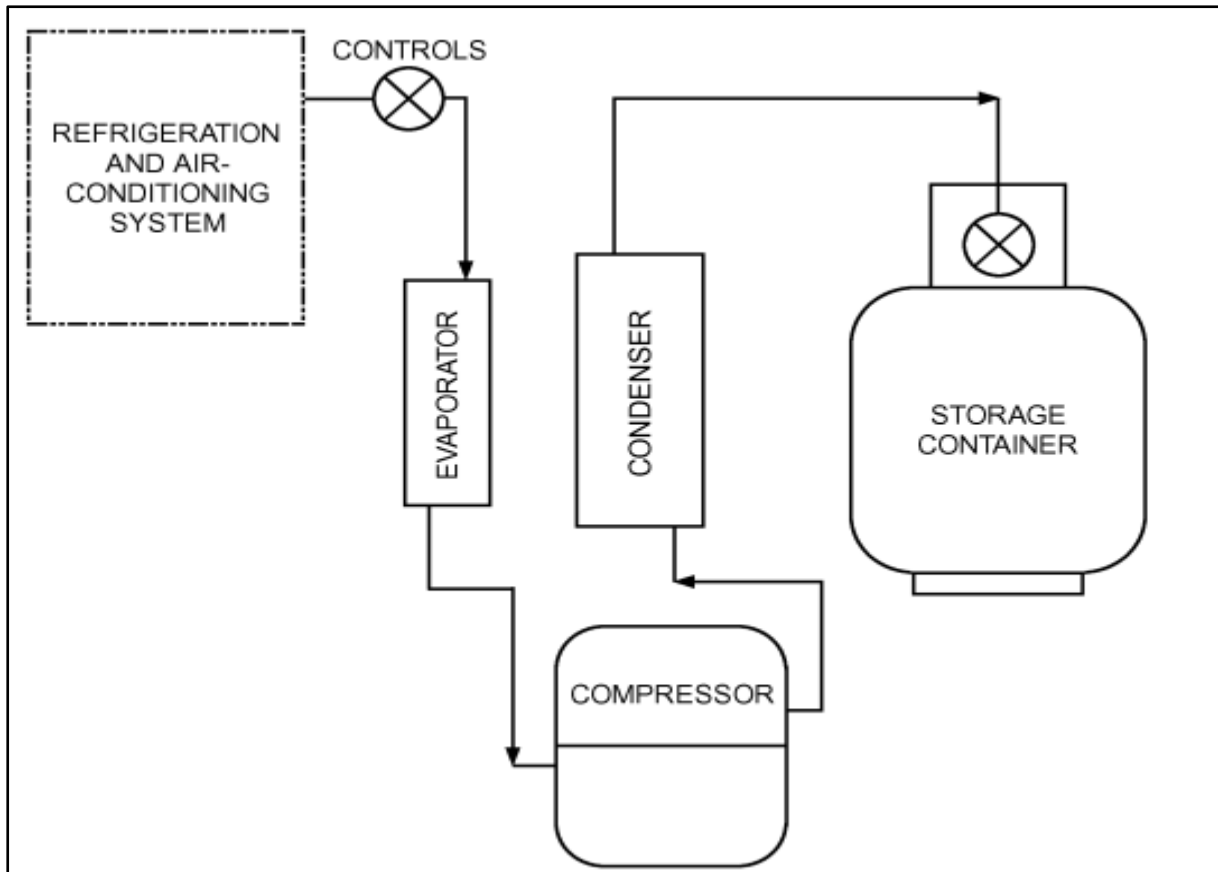 CONTROLS
REFRIGERATION
AND AIR-
CONDITIONING
SYSTEM
EVAPORATOR
CONDENSER
STORAGE
CONTAINER
COMPRESSOR